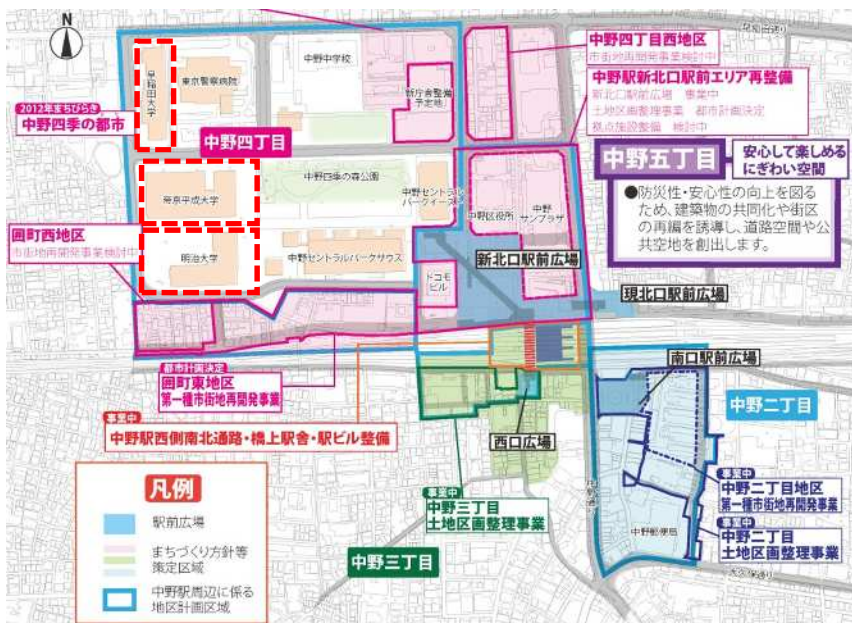 N
早稲田通り
早稲田大学
東京警察病院
中野中学校
新庁舎整備
予定地
中野四丁目西地区
市街地再開発事業検討中
中野駅新北口駅前エリア再整備
新北口駅前広場 事業中
土地区画整理事業 都市計画決定
拠点施設整備 検討中
2012年まちびらき
中野四季の都市
中野四丁目
中野五丁目
安心して楽しめる
にぎわい空間
●防災性・安心性の向上を図る
ため、建築物の共同化や街区
の再編を誘導し、道路空間や公
共空地を創出します。
帝京平成大学
中野四季の森公園
中野セントラル
パークイースト
中野区役所
中野
サンプラザ
囲町西地区
市街地再開発事業検討中
明治大学
中野セントラルパークサウス
ドコモ
ビル
新北口駅前広場
現北口駅前広場
都市計画決定
囲町東地区
第一種市街地再開発事業
南口駅前広場
中野二丁目
事業中
中野駅西側南北通路・橋上駅舎・駅ビル整備
西口広場
凡例
駅前広場
まちづくり方針等
策定区域
中野駅周辺に係る
地区計画区域
事業中
中野三丁目
土地区画整理事業
中野三丁目
中野郵便局
事業中
中野二丁目地区
第一種市街地再開発事業
事業中
中野二丁目
土地区画整理事業
大久保通り